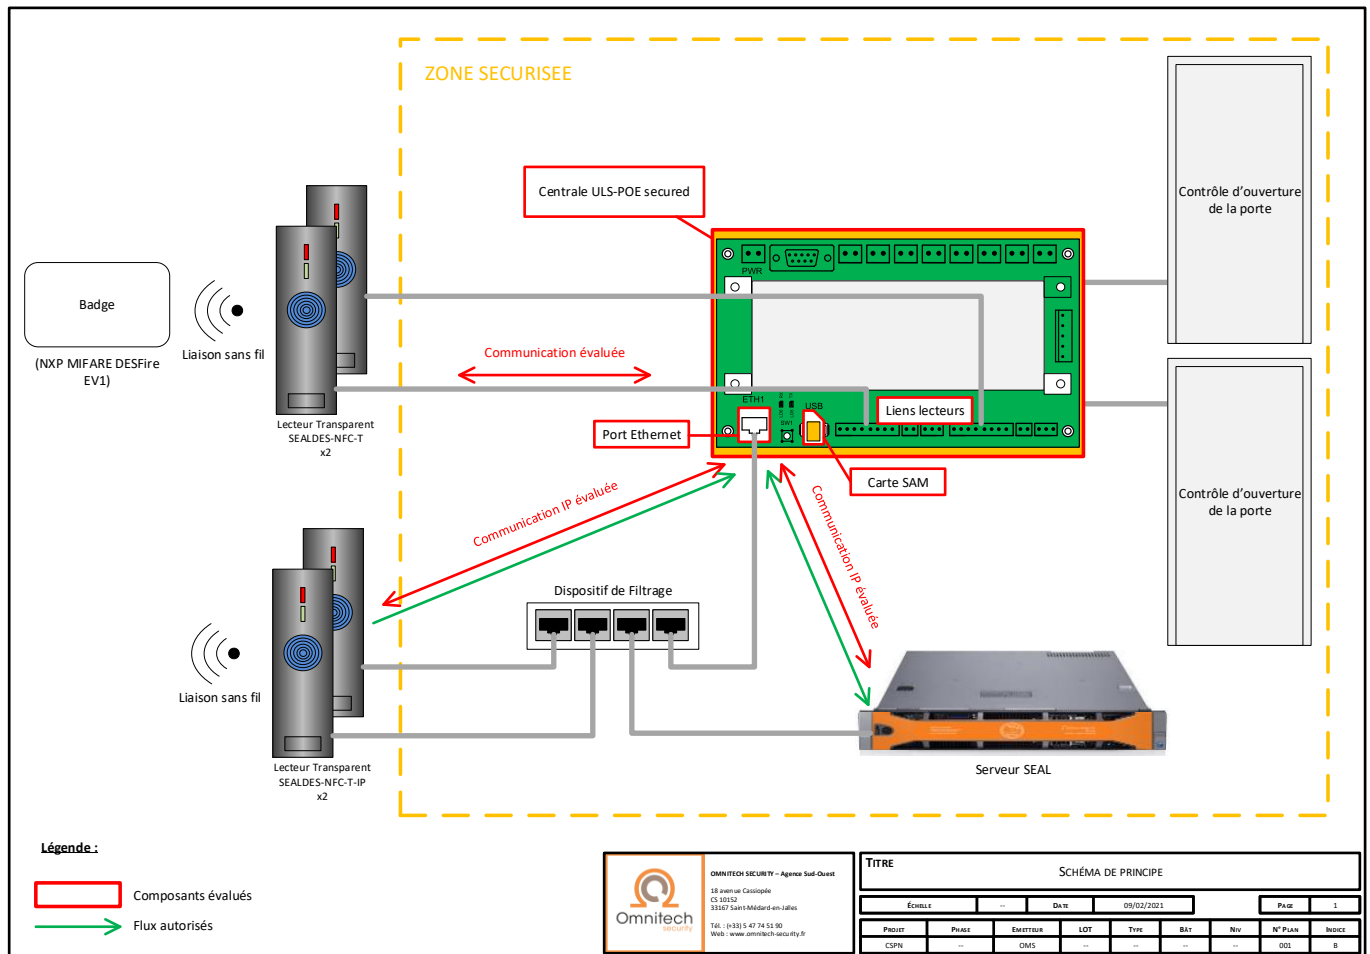 ZONE SECURISEE
Centrale ULS-POE secured
Contrôle d'ouverture
de la porte
PWR
Badge
(NXP MIFARE DESFire
EV1)
Liaison sans fil
Communication évaluée
Lecteur Transparent
SEALDES-NFC-T
x2
ETH1
USB
SW1
Liens lecteurs
Port Ethernet
Carte SAM
Contrôle d'ouverture
de la porte
Communication IP évaluée
Communication IP évaluée
Dispositif de Filtrage
Liaison sans fil
Lecteur Transparent
SEALDES-NFC-T-IP
x2
Serveur SEAL
Légende :
Composants évalués
Flux autorisés
Omnitech
security
OMNITECH SECURITY – Agence Sud-Ouest
18 avenue Cassiopée
CS 10152
33167 Saint-Médard-en-Jalles
Tél. : (+33) 5 47 74 51 90
Web : www.omnitech-security.fr
TITRE
SCHÉMA DE PRINCIPE
ÉCHELLE -- DATE 09/02/2021 PAGE 1
PROJET PHASE EMETTEUR LOT TYPE BÂT NIV N° PLAN INDICE
CSPN -- OMS -- -- -- -- 001 B